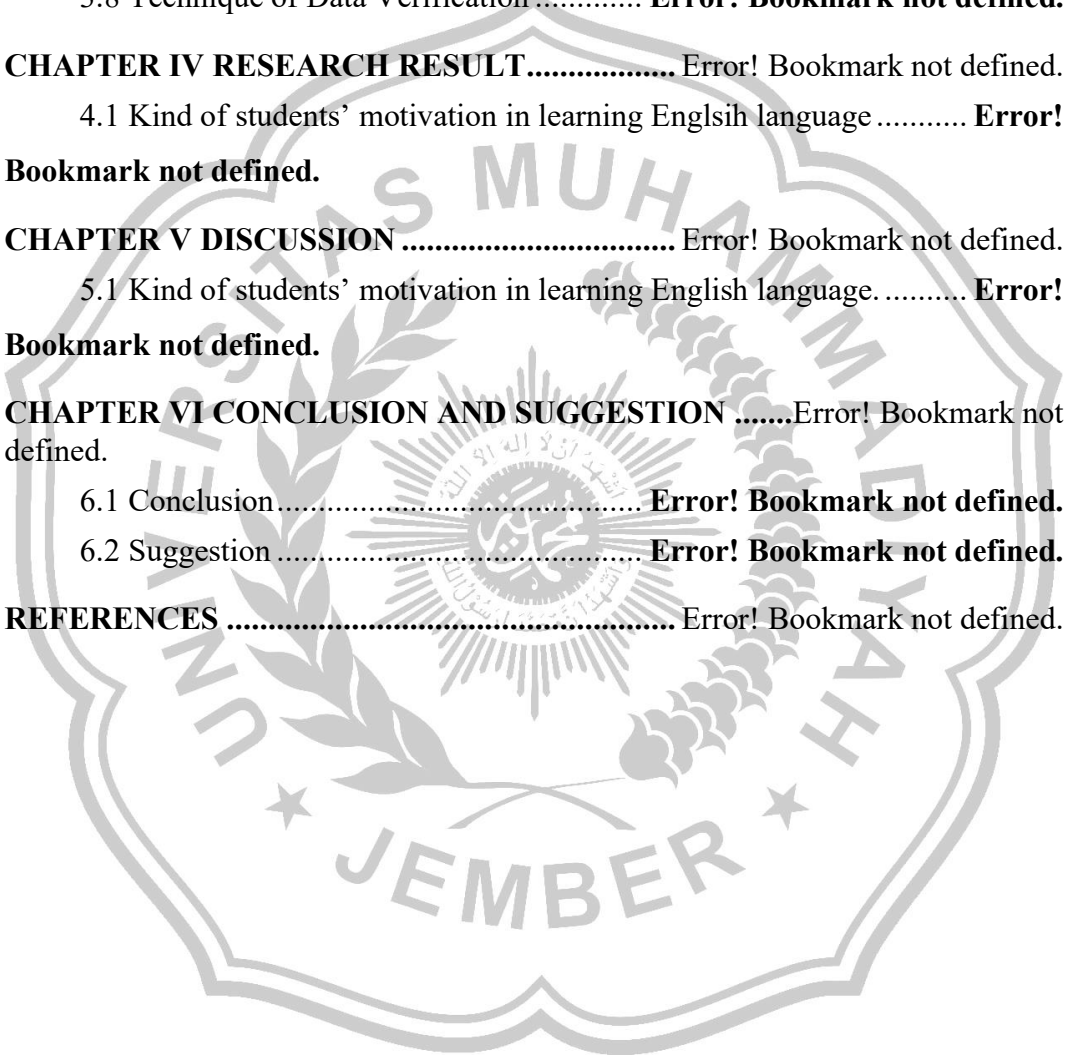 3.8 Technique of Data Verification ............. Error! Bookmark not defined.
CHAPTER IV RESEARCH RESULT.................. Error! Bookmark not defined.
4.1 Kind of students’ motivation in learning Englsih language ........... Error!
Bookmark not defined.
CHAPTER V DISCUSSION ................................. Error! Bookmark not defined.
5.1 Kind of students’ motivation in learning English language. .......... Error!
Bookmark not defined.
CHAPTER VI CONCLUSION AND SUGGESTION .......Error! Bookmark not
defined.
6.1 Conclusion............................................. Error! Bookmark not defined.
6.2 Suggestion ............................................. Error! Bookmark not defined.
REFERENCES ...................................................... Error! Bookmark not defined.
UNIVERSITAS MUHAMMADIYAH
JEMBER